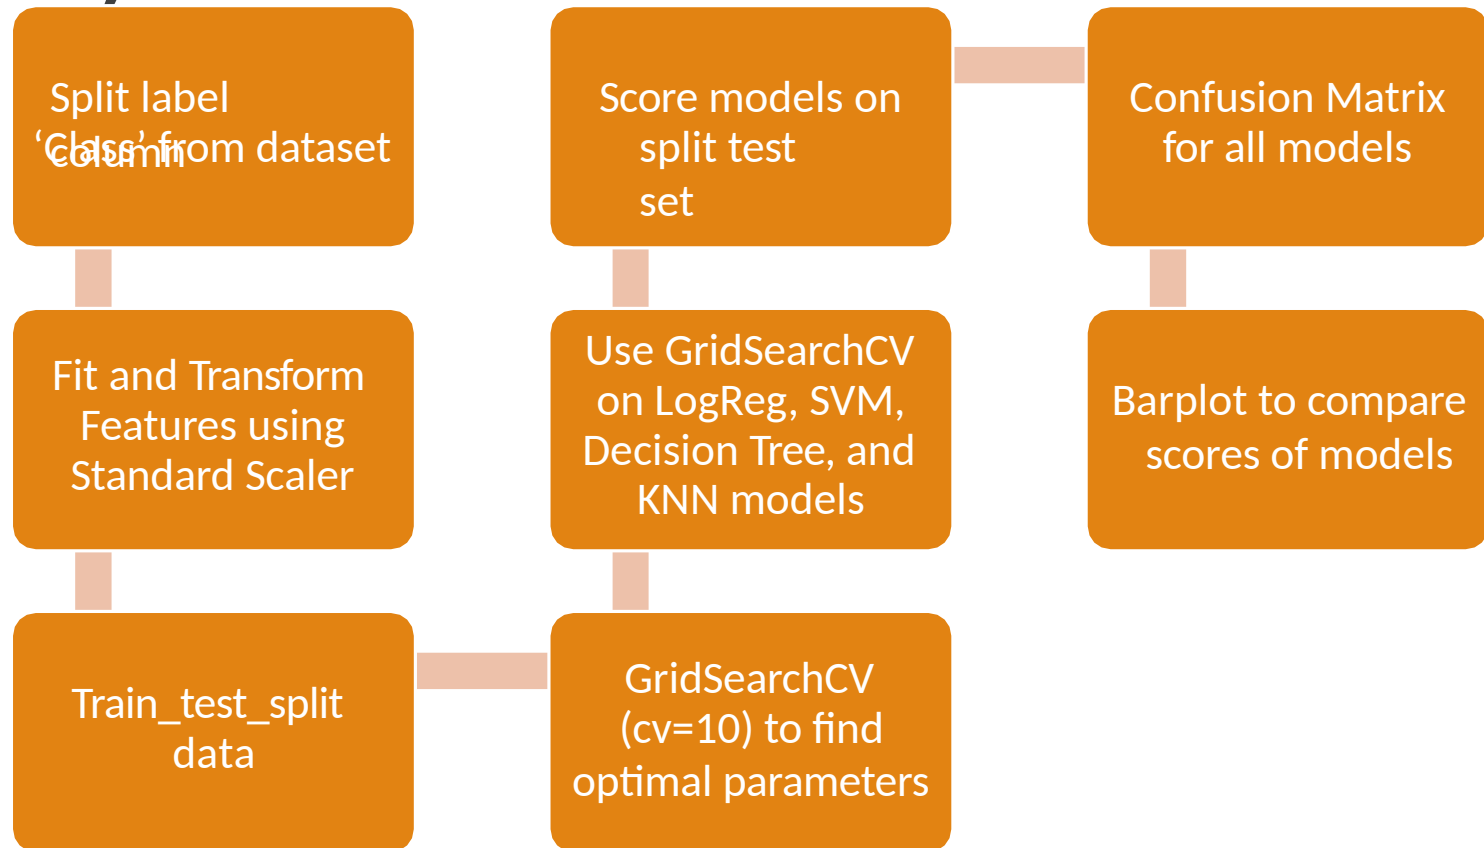 Split label
column
‘Class’ from dataset
Fit and Transform
Features using
Standard Scaler
Train_test_split
data
GridSearchCV
(cv=10) to find
optimal parameters
Use GridSearchCV
on LogReg, SVM,
Decision Tree, and
KNN models
Score models on
split test
set
Confusion Matrix
for all models
Barplot to compare
scores of models